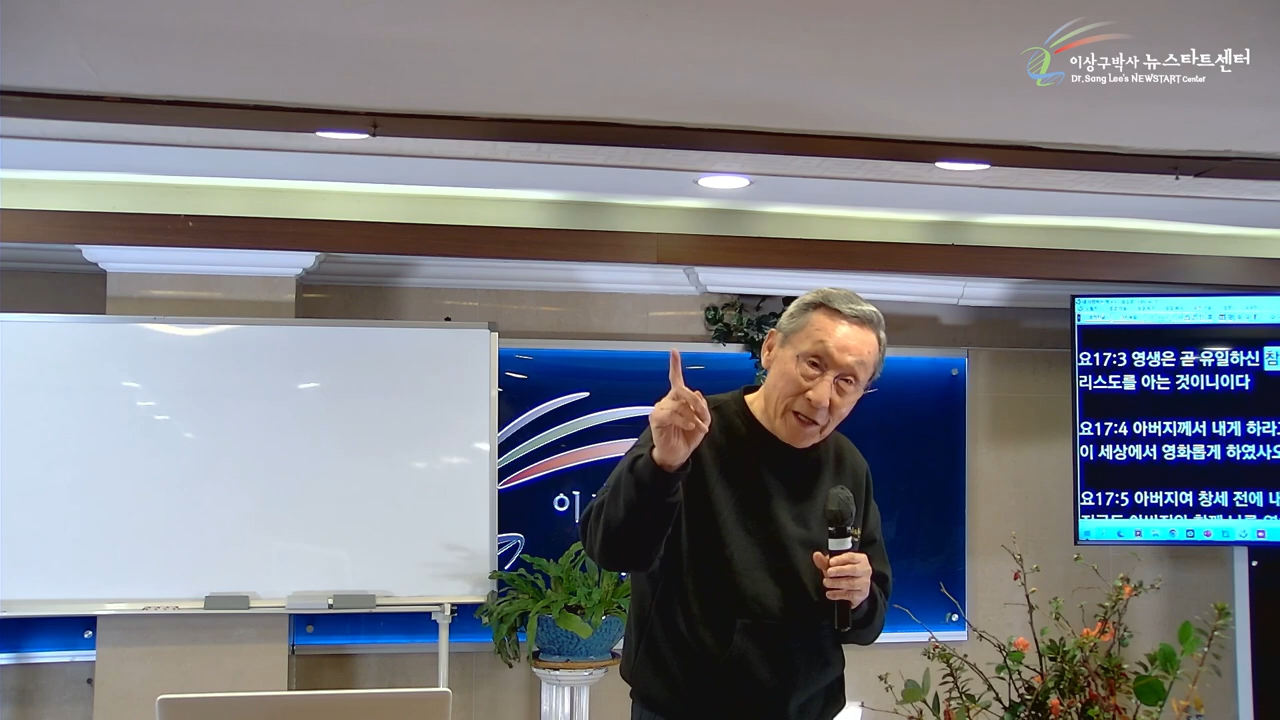 이상구박사 뉴스타트센터
Dr. Sang Lee's NEWSTART Center
요17:3 영생은 곧 유일하신 참
리스도를 아는 것이니이다
요17:4 아버지께서 내게 하라고
이 세상에서 영화롭게 하였사오
요17:5 아버지여 창세 전에 내
이